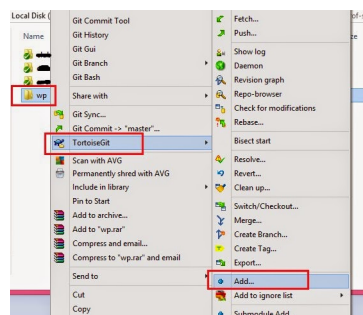 Local Disk (
of-s
Name
ze
wp
Git Commit Tool
Git History
Git Gui
Git Branch
Git Bash
Share with
Git Sync...
Git Commit -> "master"...
TortoiseGit
Scan with AVG
Permanently shred with AVG
Include in library
Pin to Start
Add to archive...
Add to "wp.rar"
Compress and email...
Compress to "wp.rar" and email
Send to
Cut
Copy
Fetch...
Push...
Show log
Daemon
Revision graph
Repo-browser
Check for modifications
Rebase...
Bisect start
Resolve...
Revert...
Clean up...
Switch/Checkout...
Merge...
Create Branch...
Create Tag...
Export...
Add...
Add to ignore list
Submodule Add